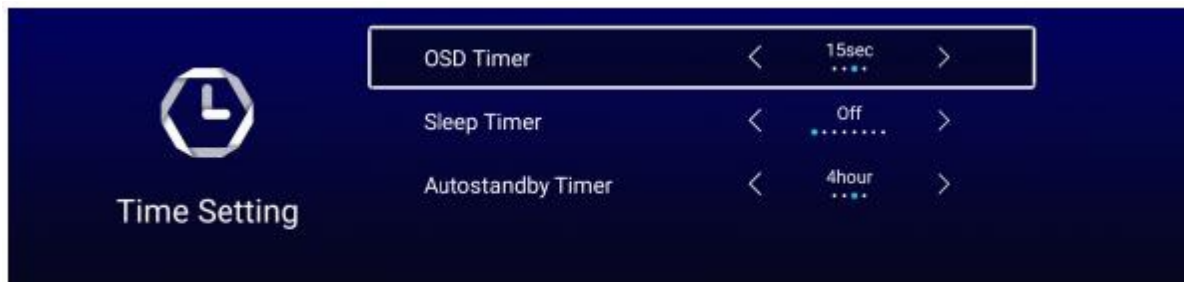 OSD Timer 15sec
Sleep Timer Off
Autostandby Timer 4hour
Time Setting